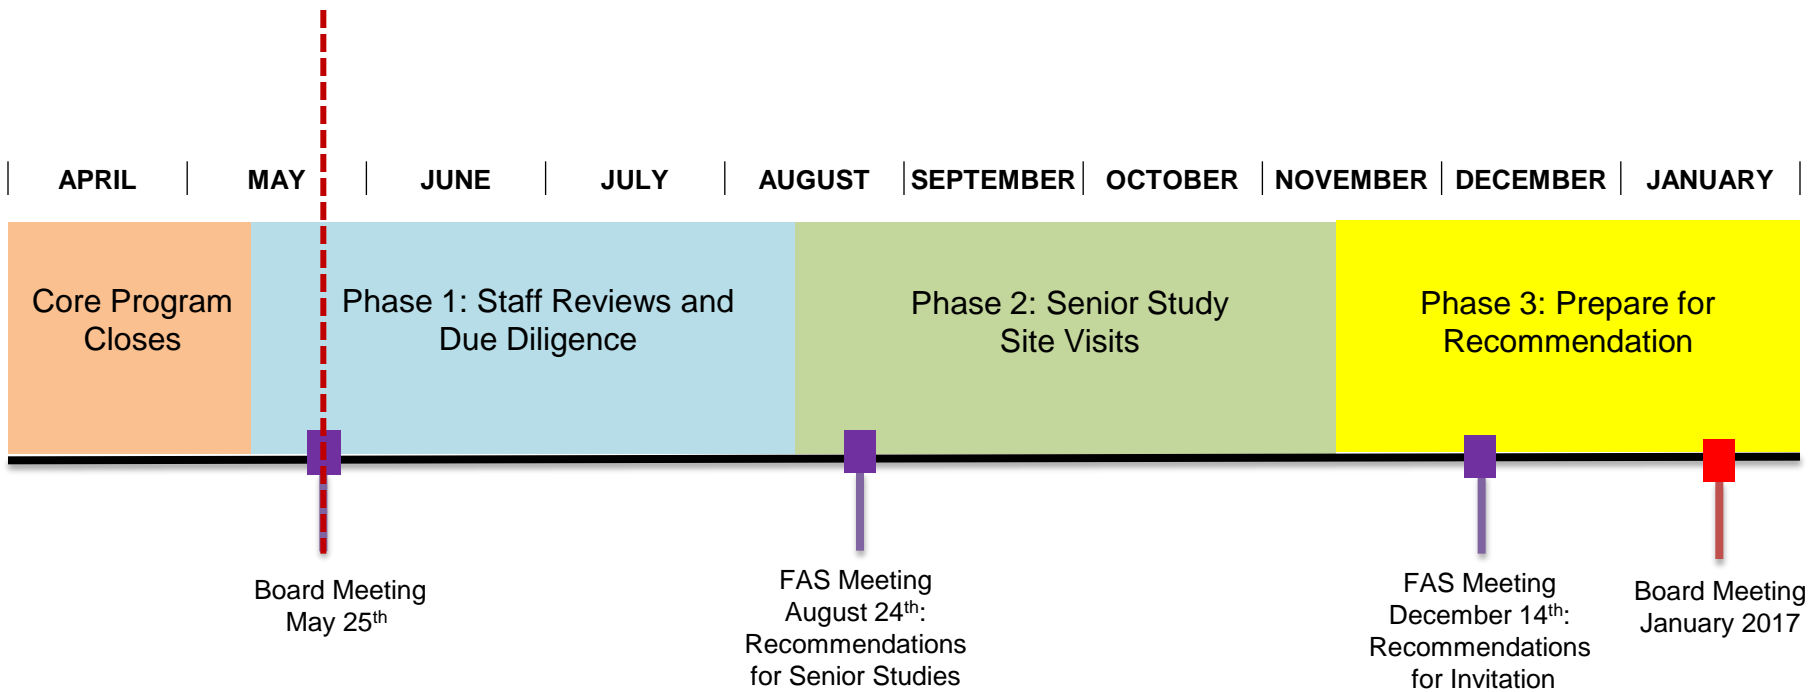 APRIL MAY JUNE JULY AUGUST SEPTEMBER OCTOBER NOVEMBER DECEMBER JANUARY
Core Program
Closes
Phase 1: Staff Reviews and
Due Diligence
Phase 2: Senior Study
Site Visits
Phase 3: Prepare for
Recommendation
Board Meeting
May 25th
FAS Meeting
August 24th:
Recommendations
for Senior Studies
FAS Meeting
December 14th:
Recommendations
for Invitation
Board Meeting
January 2017